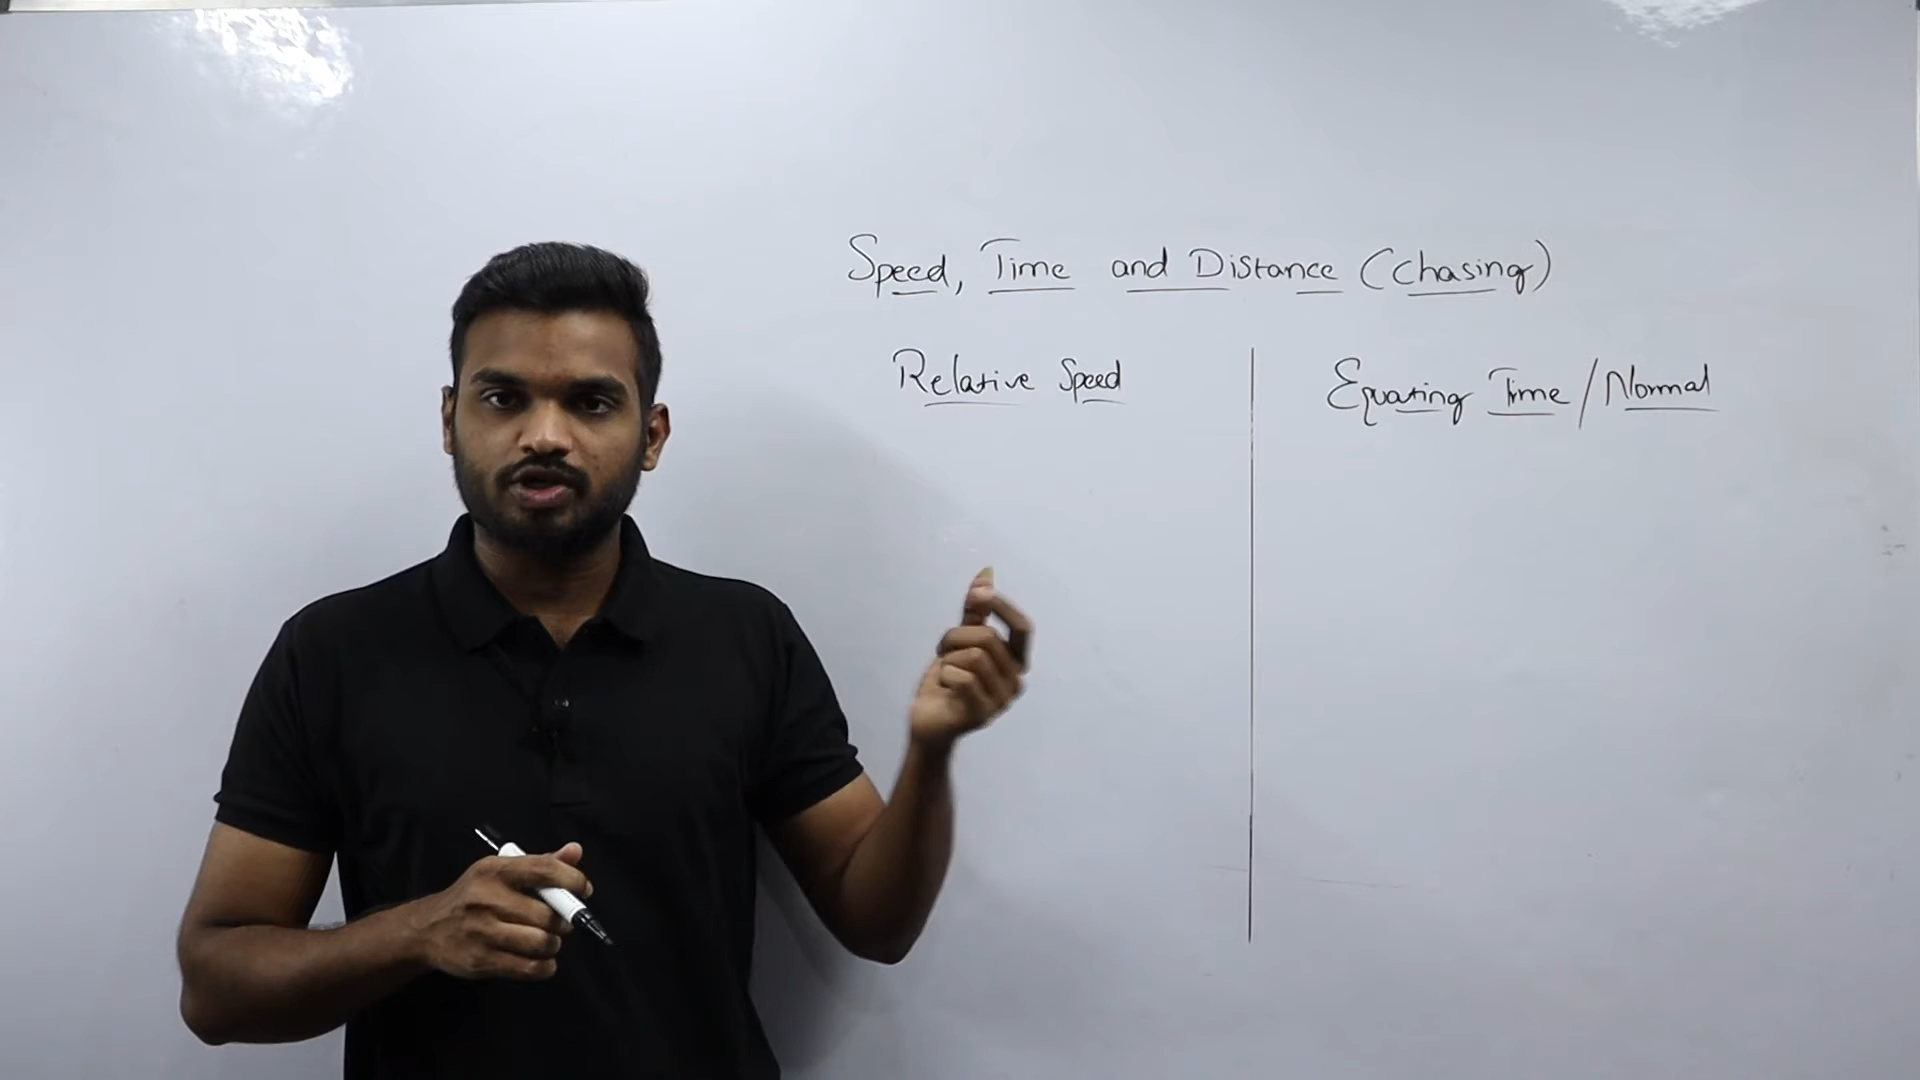 Speed, Time and Distance (Chasing)
Relative Speed
Equating Time / Normal